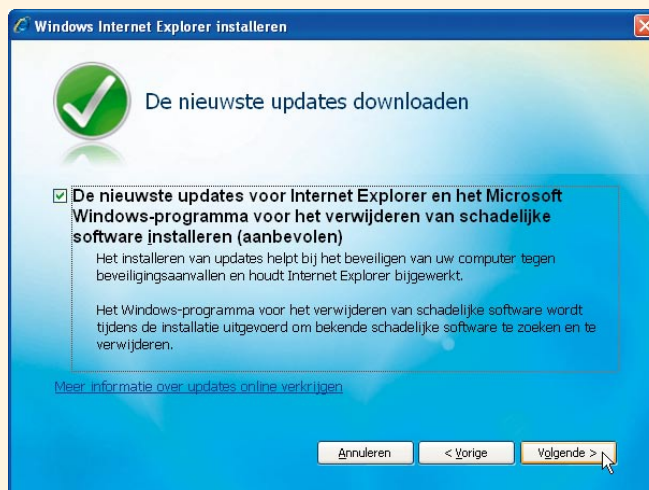 Windows Internet Explorer installeren
De nieuwste updates downloaden
De nieuwste updates voor Internet Explorer en het Microsoft
Windows-programma voor het verwijderen van schadelijke
software installeren (aanbevolen)
Het installeren van updates helpt bij het beveiligen van uw computer tegen
beveiligingsaanvallen en houdt Internet Explorer bijgewerkt.
Het Windows-programma voor het verwijderen van schadelijke software wordt
tijdens de installatie uitgevoerd om bekende schadelijke software te zoeken en te
verwijderen.
Meer informatie over updates online verkrijgen
Annuleren
< Vorige
Volgende >